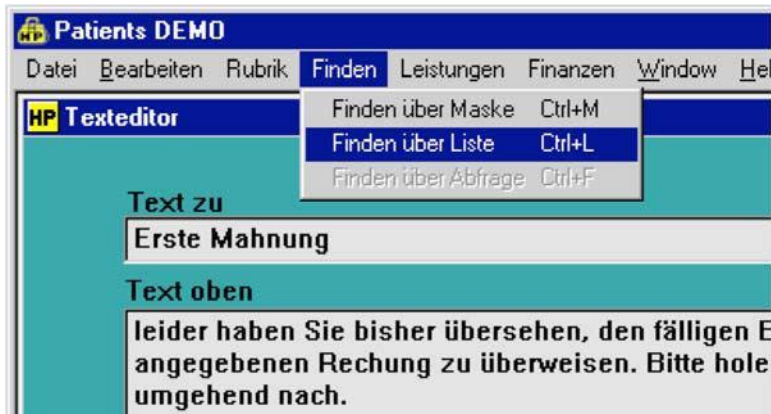 HP Patients DEMO
Datei Bearbeiten Rubrik Finden Leistungen Finanzen Window
HP Texteditor
Finden über Maske Ctrl+M
Finden über Liste Ctrl+L
Finden über Abfrage Ctrl+F
Text zu
Erste Mahnung
Text oben
leider haben Sie bisher übersehen, den fälligen
angegebenen Rechung zu überweisen. Bitte hole
umgehend nach.